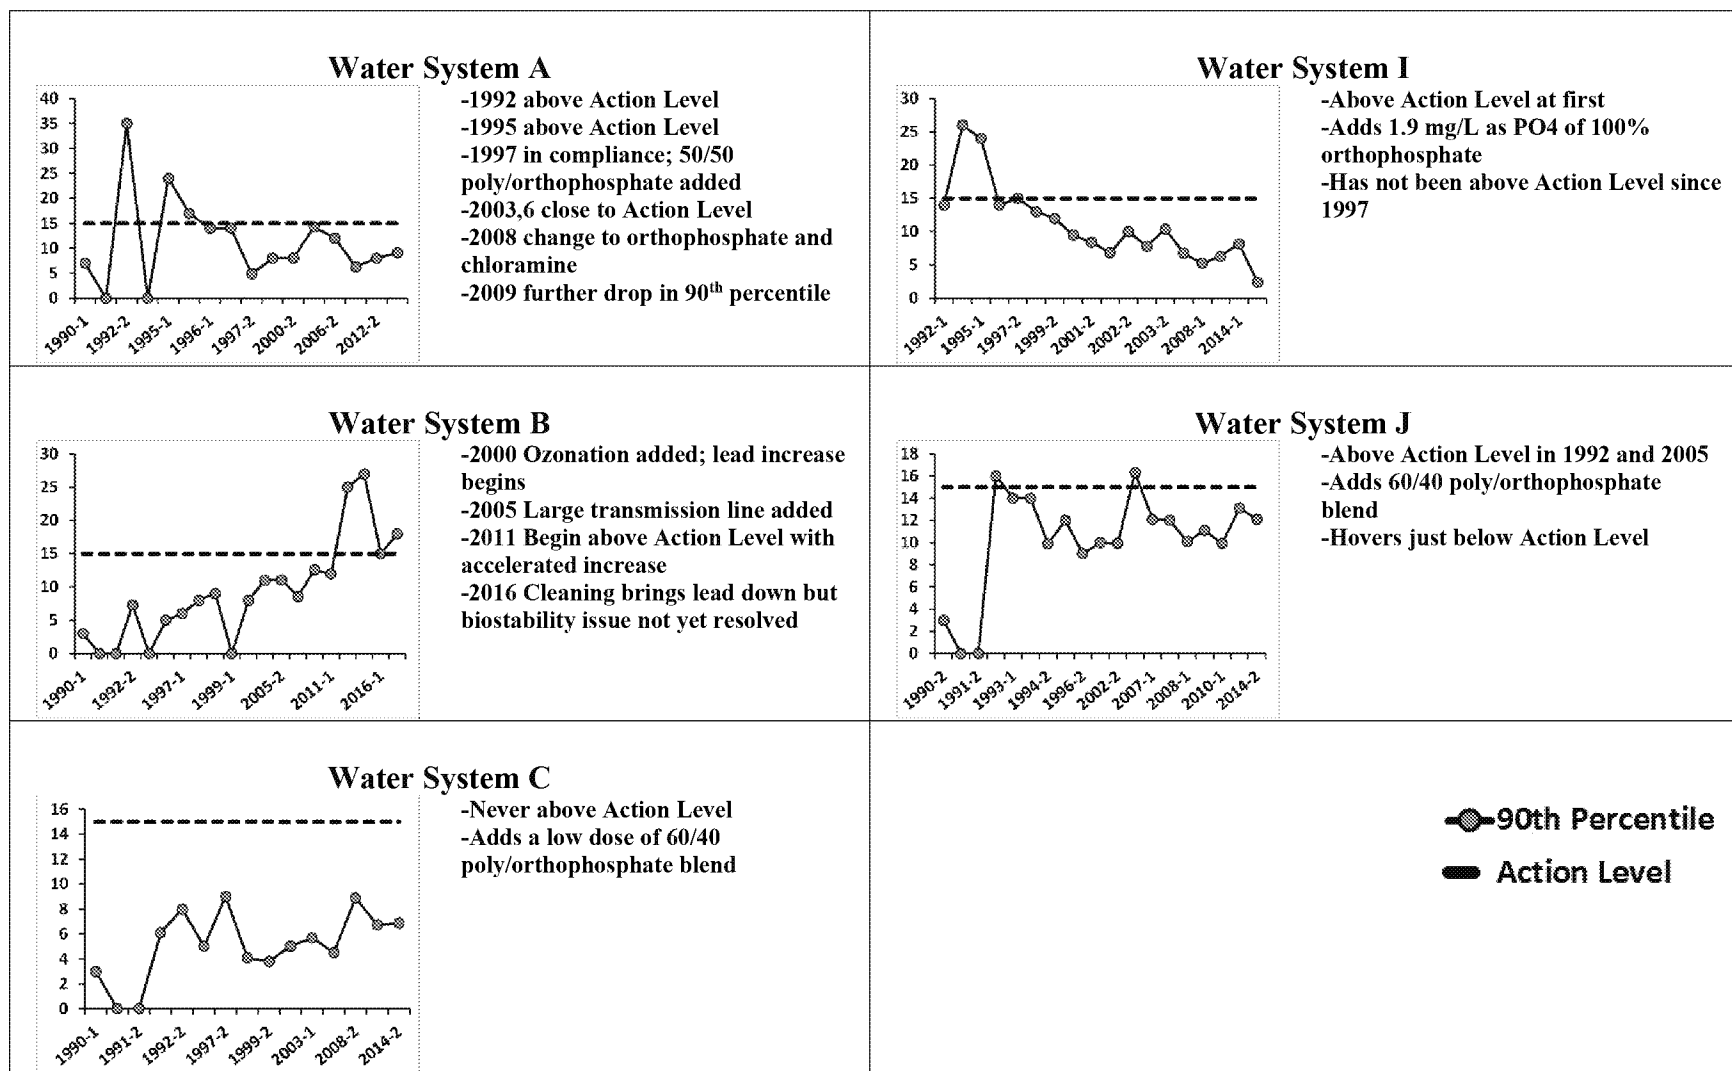 Water System A
-1992 above Action Level
-1995 above Action Level
-1997 in compliance; 50/50
poly/orthophosphate added
-2003,6 close to Action Level
-2008 change to orthophosphate and
chloramine
-2009 further drop in 90th percentile
40
35
30
25
20
15
10
5
0
1990-1
1992-2
1995-1
1996-1
1997-2
2000-2
2006-2
2012-2
Water System I
-Above Action Level at first
-Adds 1.9 mg/L as PO4 of 100%
orthophosphate
-Has not been above Action Level since
1997
30
25
20
15
10
5
0
1992-1
1995-1
1997-2
1999-2
2001-2
2002-2
2003-2
2008-1
2014-1
Water System B
-2000 Ozonation added; lead increase
begins
-2005 Large transmission line added
-2011 Begin above Action Level with
accelerated increase
-2016 Cleaning brings lead down but
biostability issue not yet resolved
30
25
20
15
10
5
0
1990-1
1992-2
1997-1
1999-1
2005-2
2011-1
2016-1
Water System J
-Above Action Level in 1992 and 2005
-Adds 60/40 poly/orthophosphate
blend
-Hovers just below Action Level
18
16
14
12
10
8
6
4
2
0
1990-2
1991-2
1993-1
1994-2
1996-2
2002-2
2007-1
2008-1
2010-1
2014-2
Water System C
-Never above Action Level
-Adds a low dose of 60/40
poly/orthophosphate blend
16
14
12
10
8
6
4
2
0
1990-1
1991-2
1992-2
1997-2
1999-2
2003-1
2008-2
2014-2
90th Percentile
Action Level